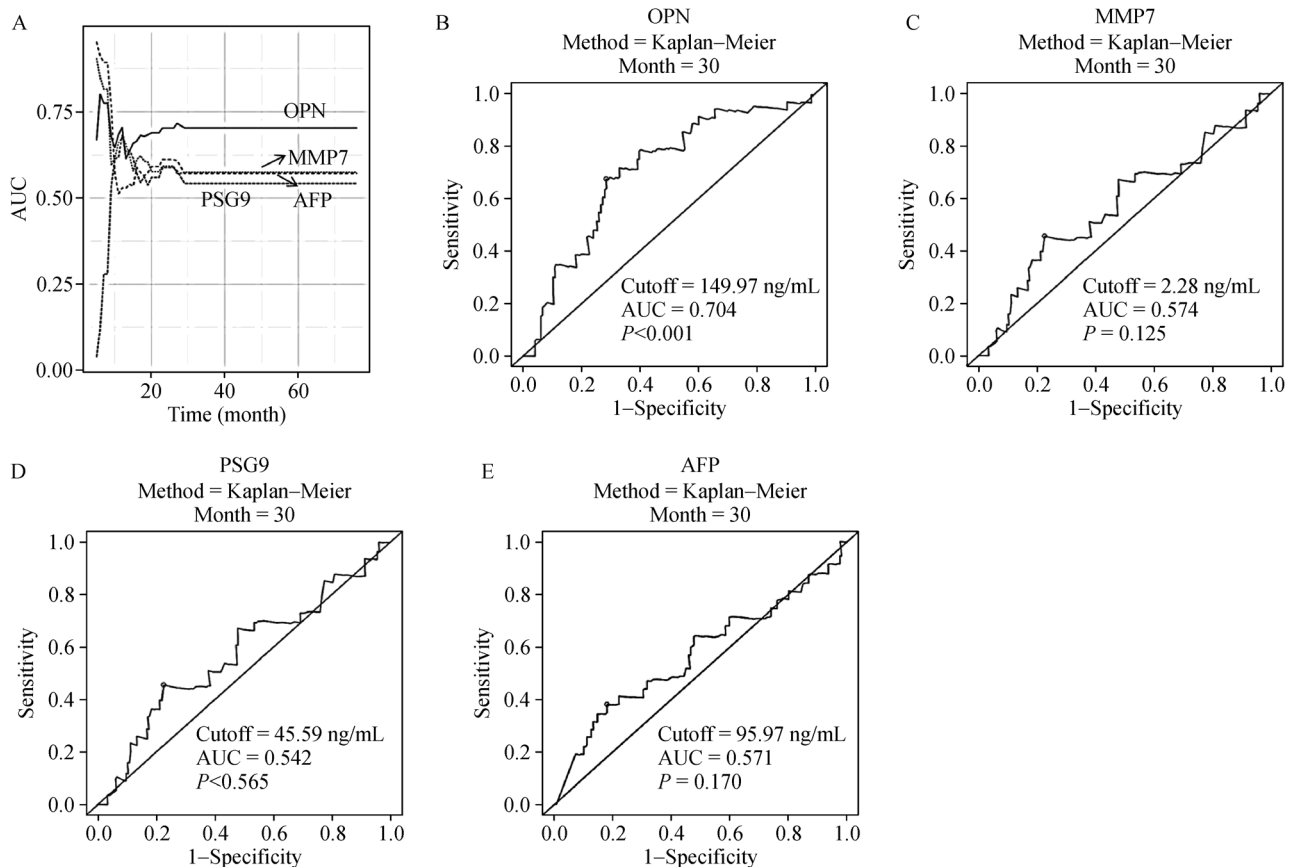 A
AUC
0.75
0.50
0.25
0.00
OPN
MMP7
PSG9
AFP
20
40
60
Time (month)
B
OPN
Method = Kaplan–Meier
Month = 30
Sensitivity
1.0
0.8
0.6
0.4
0.2
0.0
Cutoff = 149.97 ng/mL
AUC = 0.704
P<0.001
0.0 0.2 0.4 0.6 0.8 1.0
1–Specificity
C
MMP7
Method = Kaplan–Meier
Month = 30
Sensitivity
1.0
0.8
0.6
0.4
0.2
0.0
Cutoff = 2.28 ng/mL
AUC = 0.574
P = 0.125
0.0 0.2 0.4 0.6 0.8 1.0
1–Specificity
D
PSG9
Method = Kaplan–Meier
Month = 30
Sensitivity
1.0
0.8
0.6
0.4
0.2
0.0
Cutoff = 45.59 ng/mL
AUC = 0.542
P<0.565
0.0 0.2 0.4 0.6 0.8 1.0
1–Specificity
E
AFP
Method = Kaplan–Meier
Month = 30
Sensitivity
1.0
0.8
0.6
0.4
0.2
0.0
Cutoff = 95.97 ng/mL
AUC = 0.571
P = 0.170
0.0 0.2 0.4 0.6 0.8 1.0
1–Specificity